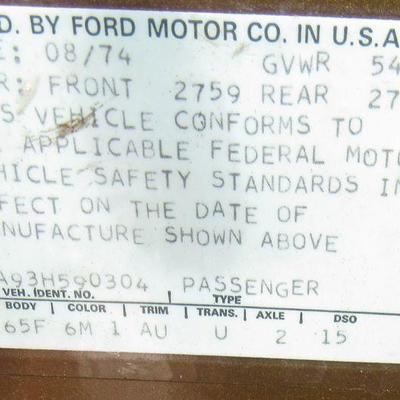 D. BY FORD MOTOR CO. IN U.S.A
E: 08/74 GVWR 54
R: FRONT 2759 REAR 27
S VEHICLE CONFORMS TO
APPLICABLE FEDERAL MOTO
HICLE SAFETY STANDARDS IN
FECT ON THE DATE OF
NUFACTURE SHOWN ABOVE
A93H590304 PASSENGER
VEH. IDENT. NO. TYPE
BODY COLOR TRIM TRANS. AXLE DSO
65F 6M 1 AU U 2 15